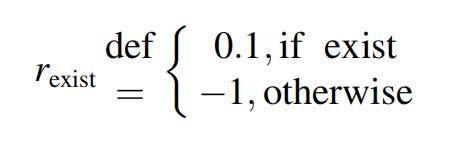 r_exist def= { 0.1, if exist
−1, otherwise